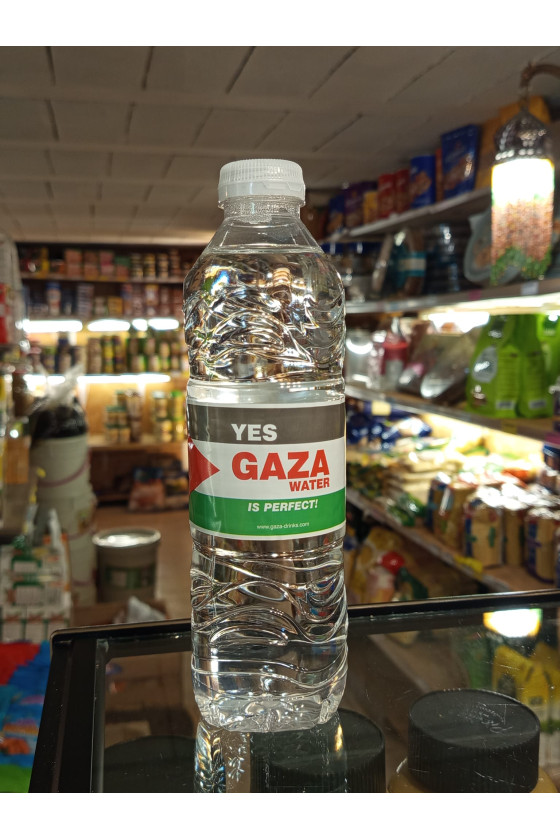 YES
GAZA
WATER
IS PERFECT!
www.gaza-drinks.com